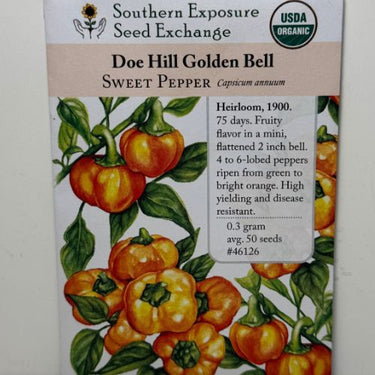 Southern Exposure
Seed Exchange
USDA
ORGANIC
Doe Hill Golden Bell
SWEET PEPPER Capsicum annuum
Heirloom, 1900.
75 days. Fruity
flavor in a mini,
flattened 2 inch bell.
4 to 6-lobed peppers
ripen from green to
bright orange. High
yielding and disease
resistant.
0.3 gram
avg. 50 seeds
#46126